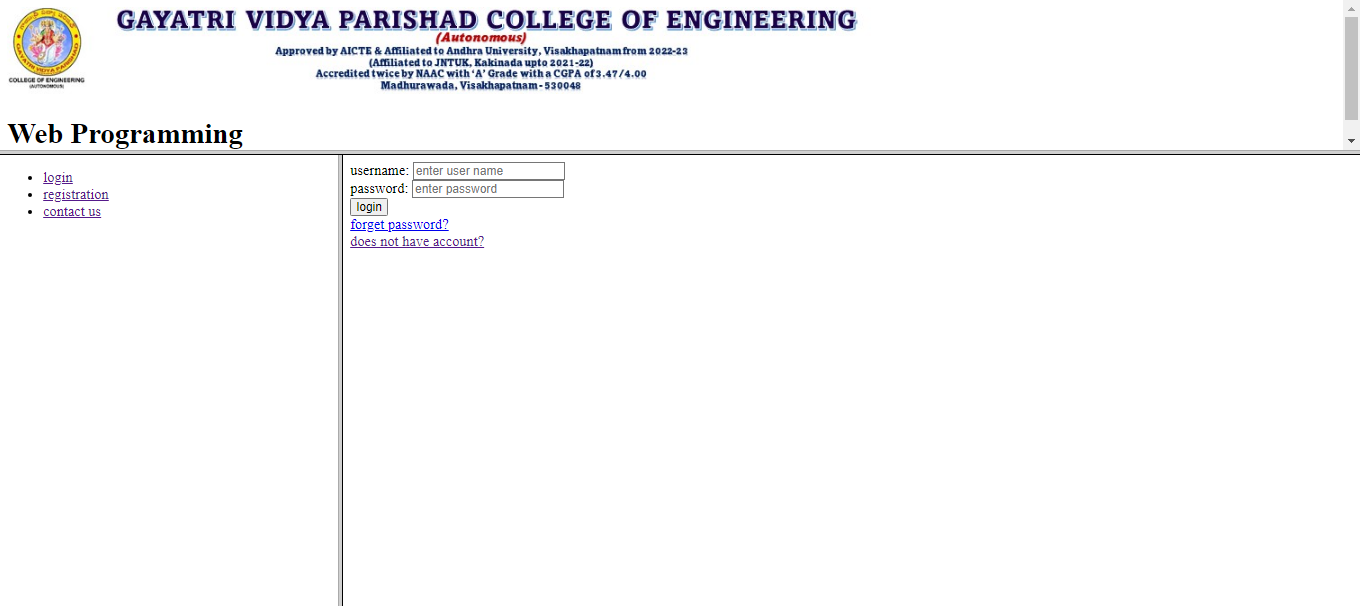 GAYATRI VIDYA PARISHAD COLLEGE OF ENGINEERING
(Autonomous)
Approved by AICTE & Affiliated to Andhra University, Visakhapatnam from 2022-23
(Affiliated to JNTUK, Kakinada upto 2021-22)
Accredited twice by NAAC with 'A' Grade with a CGPA of 3.47/4.00
Madhurawada, Visakhapatnam - 530048
COLLEGE OF ENGINEERING
(AUTONOMOUS)
Web Programming
login
registration
contact us
username: enter user name
password: enter password
login
forget password?
does not have account?